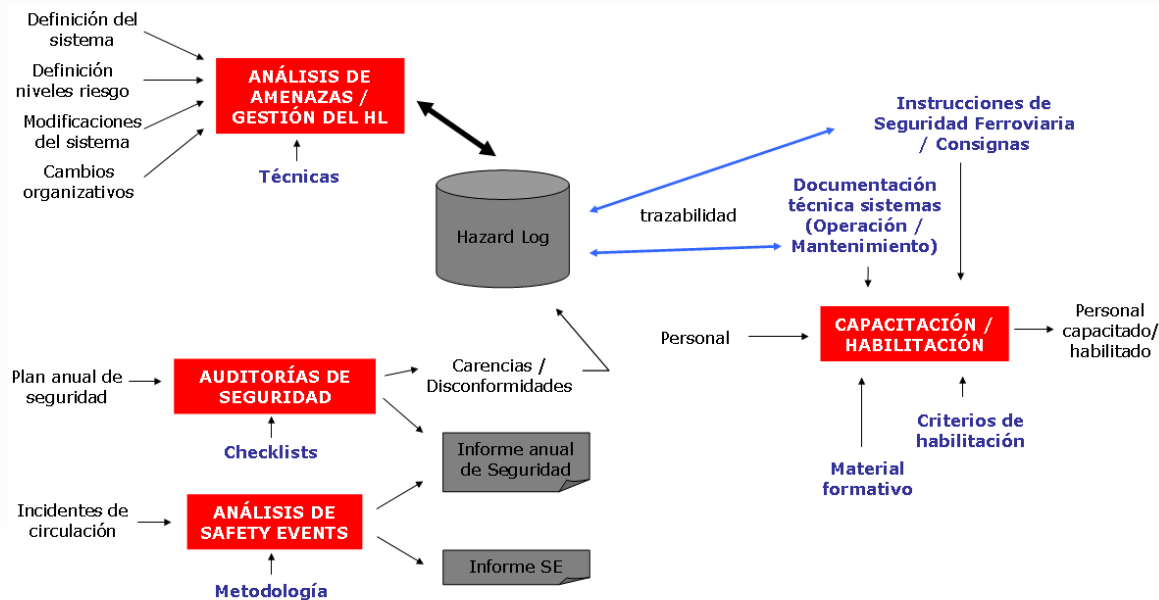 Definición del
sistema
Definición
niveles riesgo
Modificaciones
del sistema
Cambios
organizativos
ANÁLISIS DE
AMENAZAS /
GESTIÓN DEL HL
Técnicas
Hazard Log
trazabilidad
Instrucciones de
Seguridad Ferroviaria
/ Consignas
Documentación
técnica sistemas
(Operación /
Mantenimiento)
Personal
CAPACITACIÓN /
HABILITACIÓN
Personal
capacitado/
habilitado
Criterios de
habilitación
Material
formativo
Plan anual de
seguridad
AUDITORÍAS DE
SEGURIDAD
Carencias /
Disconformidades
Checklists
Informe anual
de Seguridad
Incidentes de
circulación
ANÁLISIS DE
SAFETY EVENTS
Informe SE
Metodología